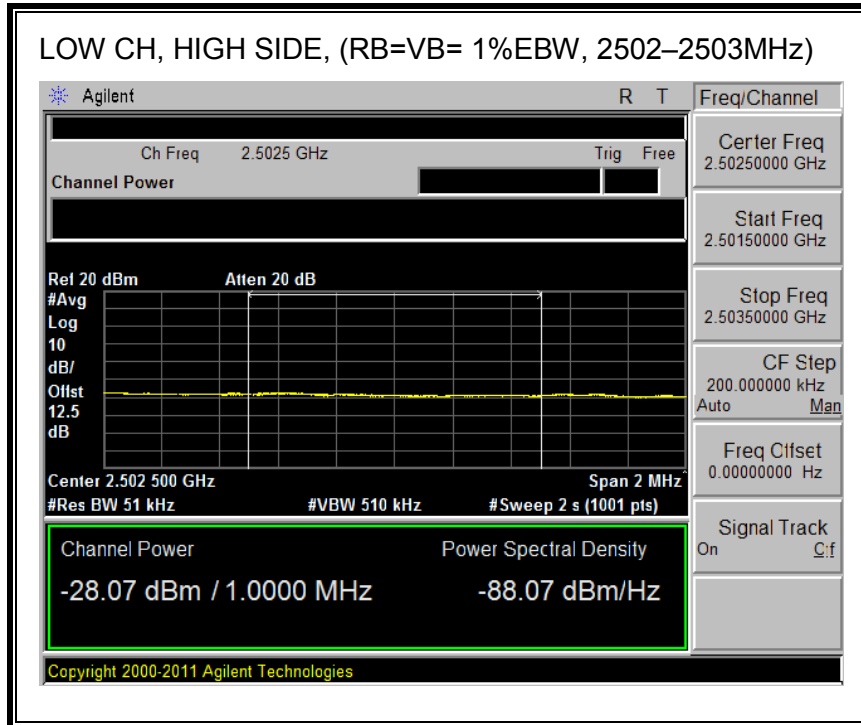 LOW CH, HIGH SIDE, (RB=VB= 1%EBW, 2502–2503MHz)
Agilent R T Freq/Channel
Ch Freq 2.5025 GHz Trig Free
Channel Power
Center Freq
2.50250000 GHz
Start Freq
2.50150000 GHz
Stop Freq
2.50350000 GHz
CF Step
200.000000 kHz
Auto Man
Freq Offset
0.00000000 Hz
Signal Track
On Off
Ref 20 dBm Atten 20 dB
#Avg
Log
10
dB/
Offst
12.5
dB
Center 2.502 500 GHz Span 2 MHz^
#Res BW 51 kHz #VBW 510 kHz #Sweep 2 s (1001 pts)
Channel Power Power Spectral Density
-28.07 dBm / 1.0000 MHz -88.07 dBm/Hz
Copyright 2000-2011 Agilent Technologies